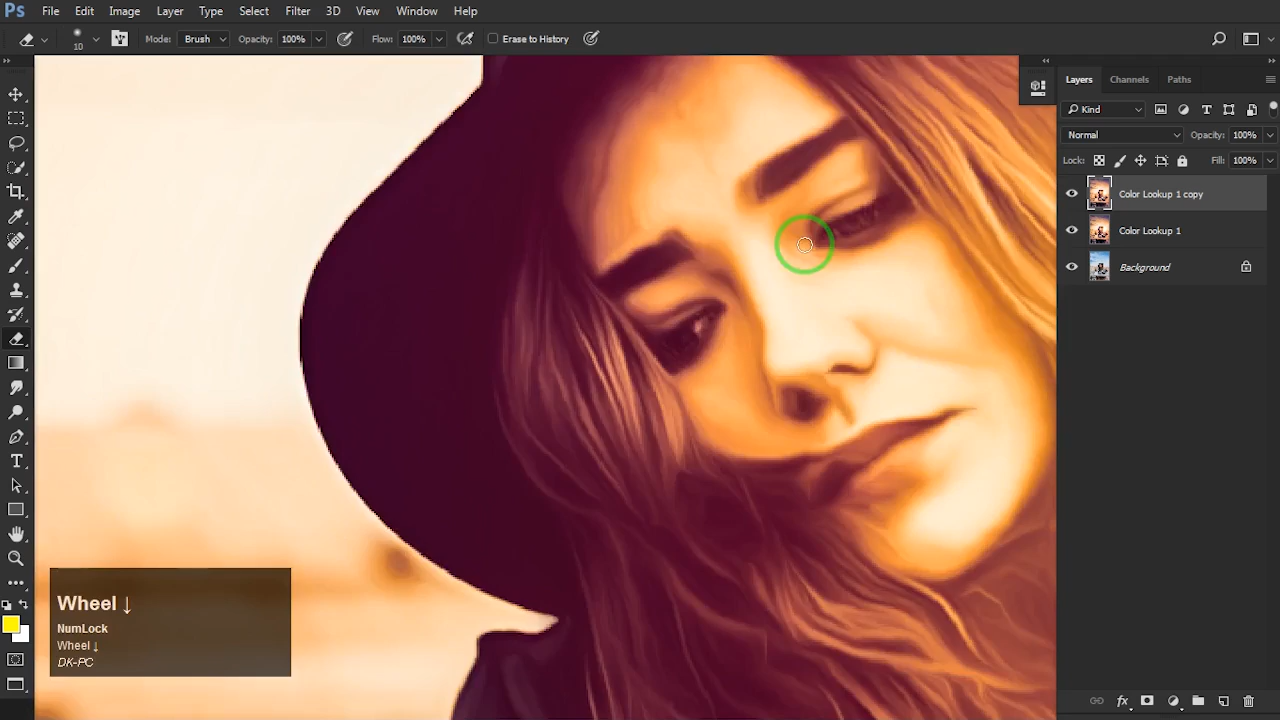 Ps File Edit Image Layer Type Select Filter 3D View Window Help
10 Mode: Brush Opacity: 100% Flow: 100% Erase to History
Layers Channels Paths
Kind
Normal Opacity: 100%
Lock: Fill: 100%
Color Lookup 1 copy
Color Lookup 1
Background
Wheel ↓
NumLock
Wheel ↓
DK-PC
T
fx